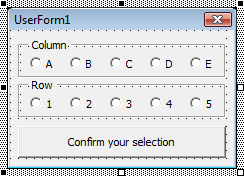 UserForm1
Column
A B C D E
Row
1 2 3 4 5
Confirm your selection